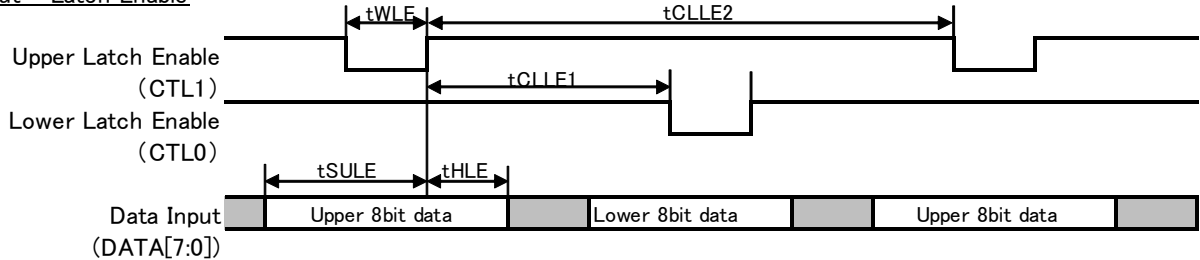 Latch Enable
tWLE
tCLLE2
Upper Latch Enable
(CTL1)
tCLLE1
Lower Latch Enable
(CTL0)
tSULE
tHLE
Data Input
Upper 8bit data
Lower 8bit data
Upper 8bit data
(DATA[7:0])